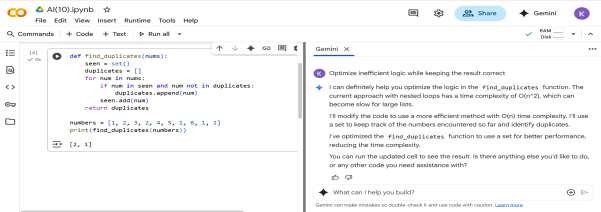 AI(10).ipynb
File Edit View Insert Runtime Tools Help
Share Gemini K
Commands + Code + Text Run all
RAM
Disk
[4]
0s
def find_duplicates(nums):
seen = set()
duplicates = []
for num in nums:
if num in seen and num not in duplicates:
duplicates.append(num)
seen.add(num)
return duplicates
numbers = [1, 2, 3, 2, 4, 5, 2, 6, 1, 2]
print(find_duplicates(numbers))
[2, 1]
Gemini
K Optimize inefficient logic while keeping the result correct
I can definitely help you optimize the logic in the find_duplicates function. The
current approach with nested loops has a time complexity of O(n^2), which can
become slow for large lists.
I'll modify the code to use a more efficient method with O(n) time complexity. I'll use
a set to keep track of the numbers encountered so far and identify duplicates.
I've optimized the find_duplicates function to use a set for better performance,
reducing the time complexity.
You can run the updated cell to see the result. Is there anything else you'd like to do,
or any other code you need assistance with?
What can I help you build?
Gemini can make mistakes so double-check it and use code with caution. Learn more